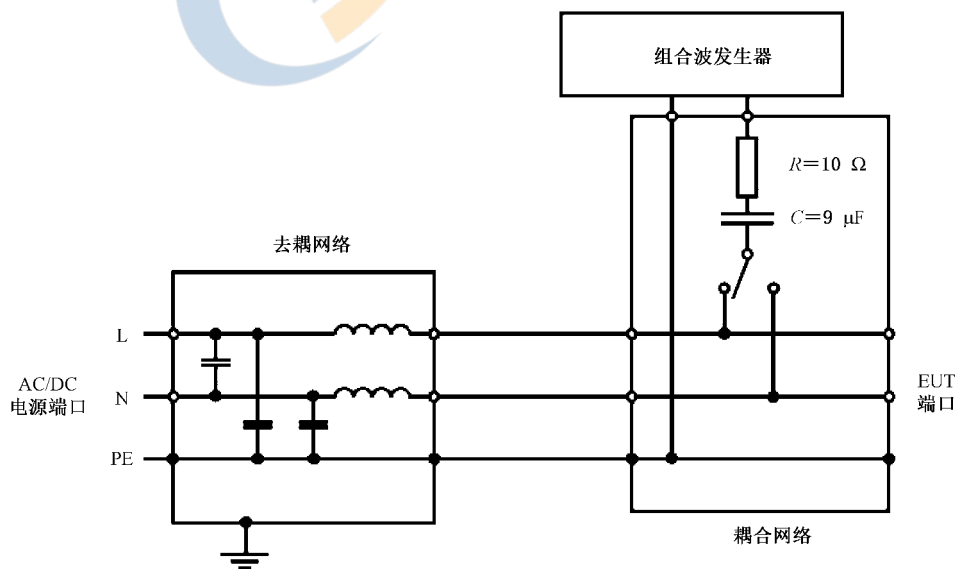 组合波发生器
R=10 Ω
C=9 μF
去耦网络
L
AC/DC
电源端口
N
EUT
端口
PE
耦合网络